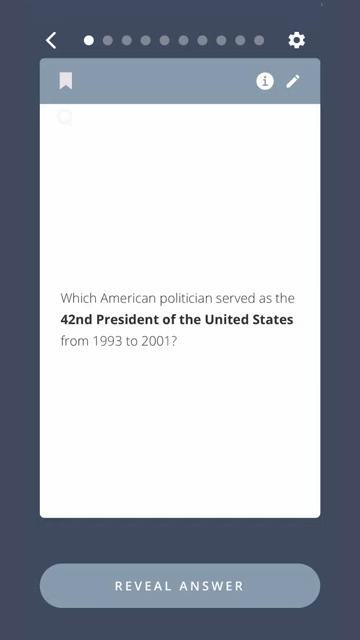 Q
Which American politician served as the
42nd President of the United States
from 1993 to 2001?
REVEAL ANSWER